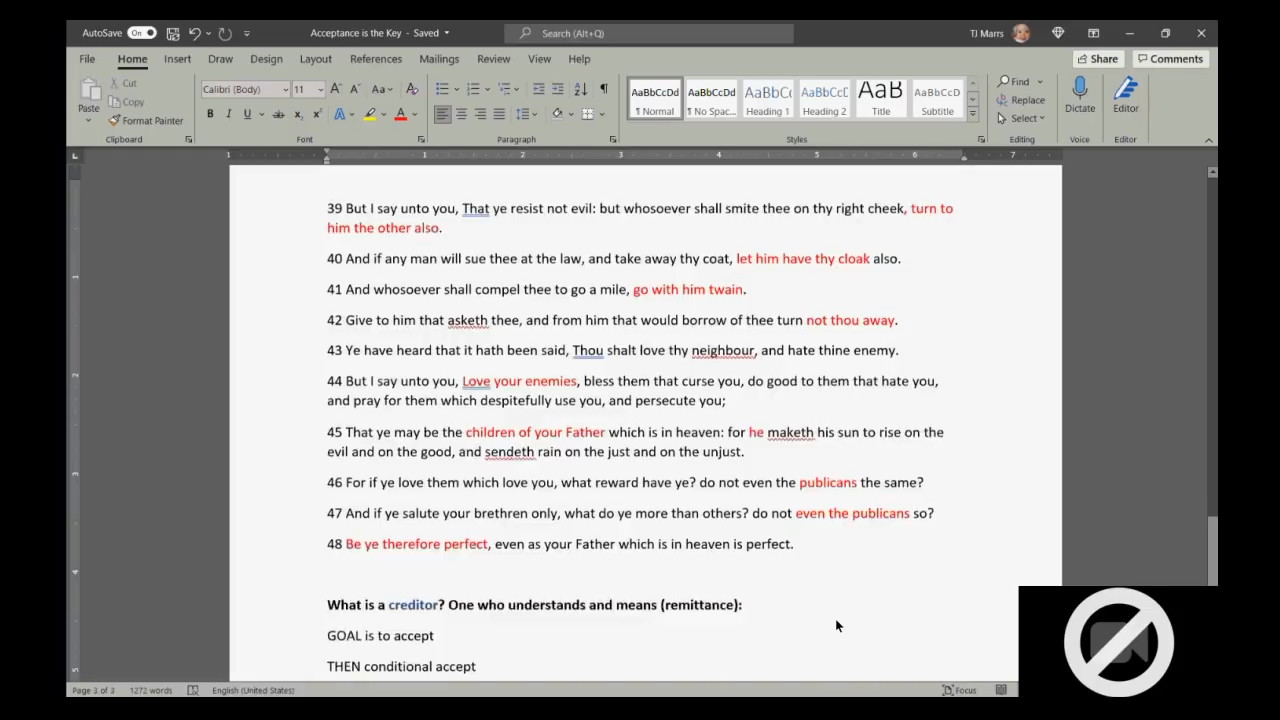 AutoSave On Acceptance is the Key - Saved Search (Alt+Q) TJ Marrs
File Home Insert Draw Design Layout References Mailings Review View Help Share Comments
Paste Cut Copy Format Painter
Calibri (Body) 11 A A Aa
B I U ab x₂ x² A A
AaBbCcDd AaBbCcDd AaBbC AaBbCcC AaB AaBbCcD
¶ Normal ¶ No Spac... Heading 1 Heading 2 Title Subtitle
Find Replace Select Dictate Editor
Clipboard Font Paragraph Styles Editing Voice Editor
1 1 2 3 4 5 6 7
39 But I say unto you, That ye resist not evil: but whosoever shall smite thee on thy right cheek, turn to
him the other also.
40 And if any man will sue thee at the law, and take away thy coat, let him have thy cloak also.
41 And whosoever shall compel thee to go a mile, go with him twain.
42 Give to him that asketh thee, and from him that would borrow of thee turn not thou away.
43 Ye have heard that it hath been said, Thou shalt love thy neighbour, and hate thine enemy.
44 But I say unto you, Love your enemies, bless them that curse you, do good to them that hate you,
and pray for them which despitefully use you, and persecute you;
45 That ye may be the children of your Father which is in heaven: for he maketh his sun to rise on the
evil and on the good, and sendeth rain on the just and on the unjust.
46 For if ye love them which love you, what reward have ye? do not even the publicans the same?
47 And if ye salute your brethren only, what do ye more than others? do not even the publicans so?
48 Be ye therefore perfect, even as your Father which is in heaven is perfect.
What is a creditor? One who understands and means (remittance):
GOAL is to accept
THEN conditional accept
Page 3 of 3 1272 words English (United States) Focus